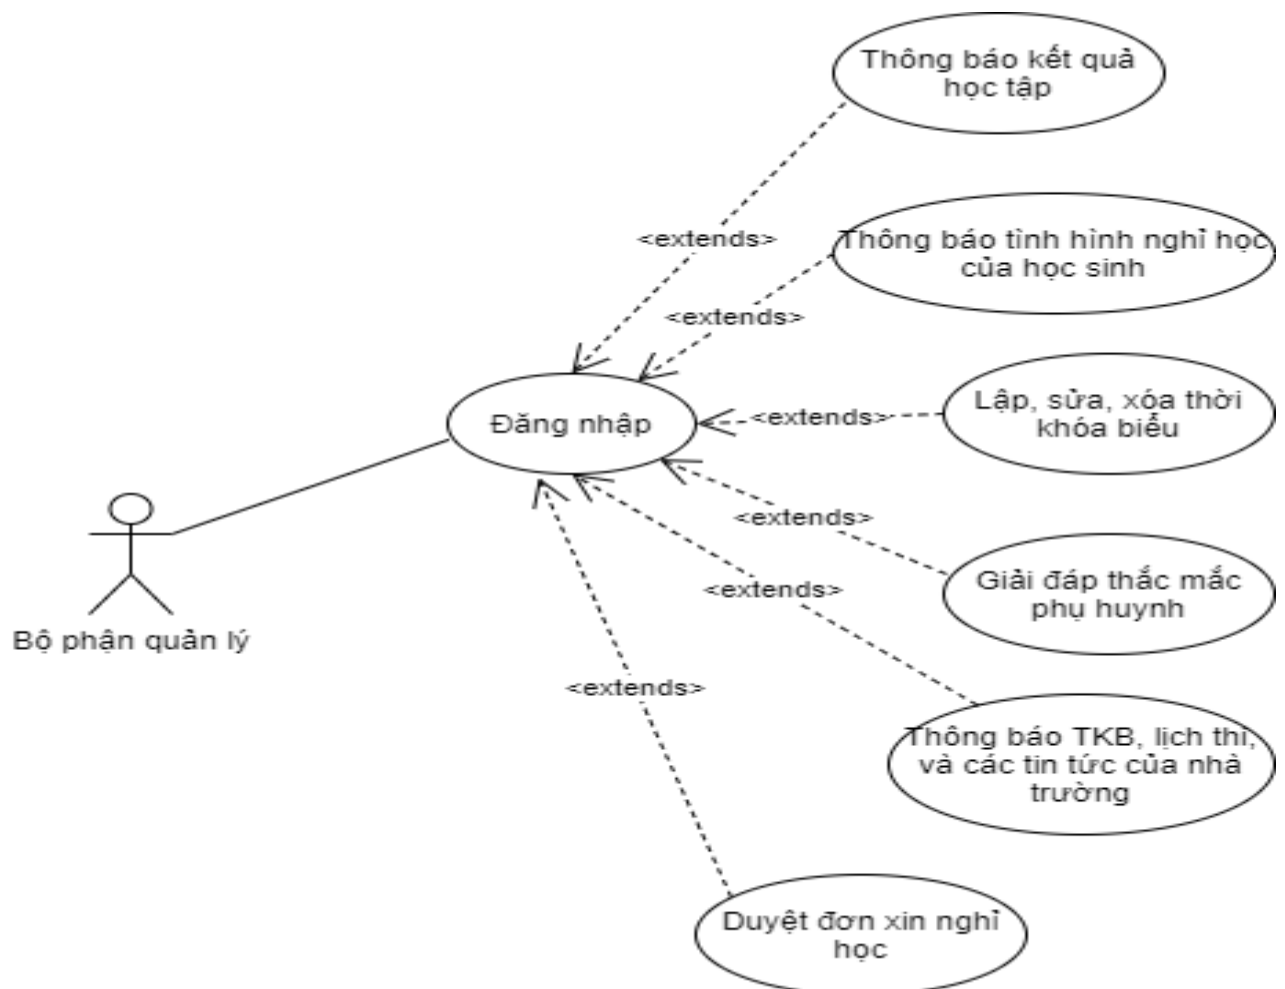 Thông báo kết quả
học tập
<extends>
Thông báo tình hình nghỉ học
của học sinh
<extends>
Lập, sửa, xóa thời
khóa biểu
<extends>
Đăng nhập
<extends>
Giải đáp thắc mắc
phụ huynh
<extends>
Bộ phận quản lý
<extends>
Thông báo TKB, lịch thi,
và các tin tức của nhà
trường
Duyệt đơn xin nghỉ
học